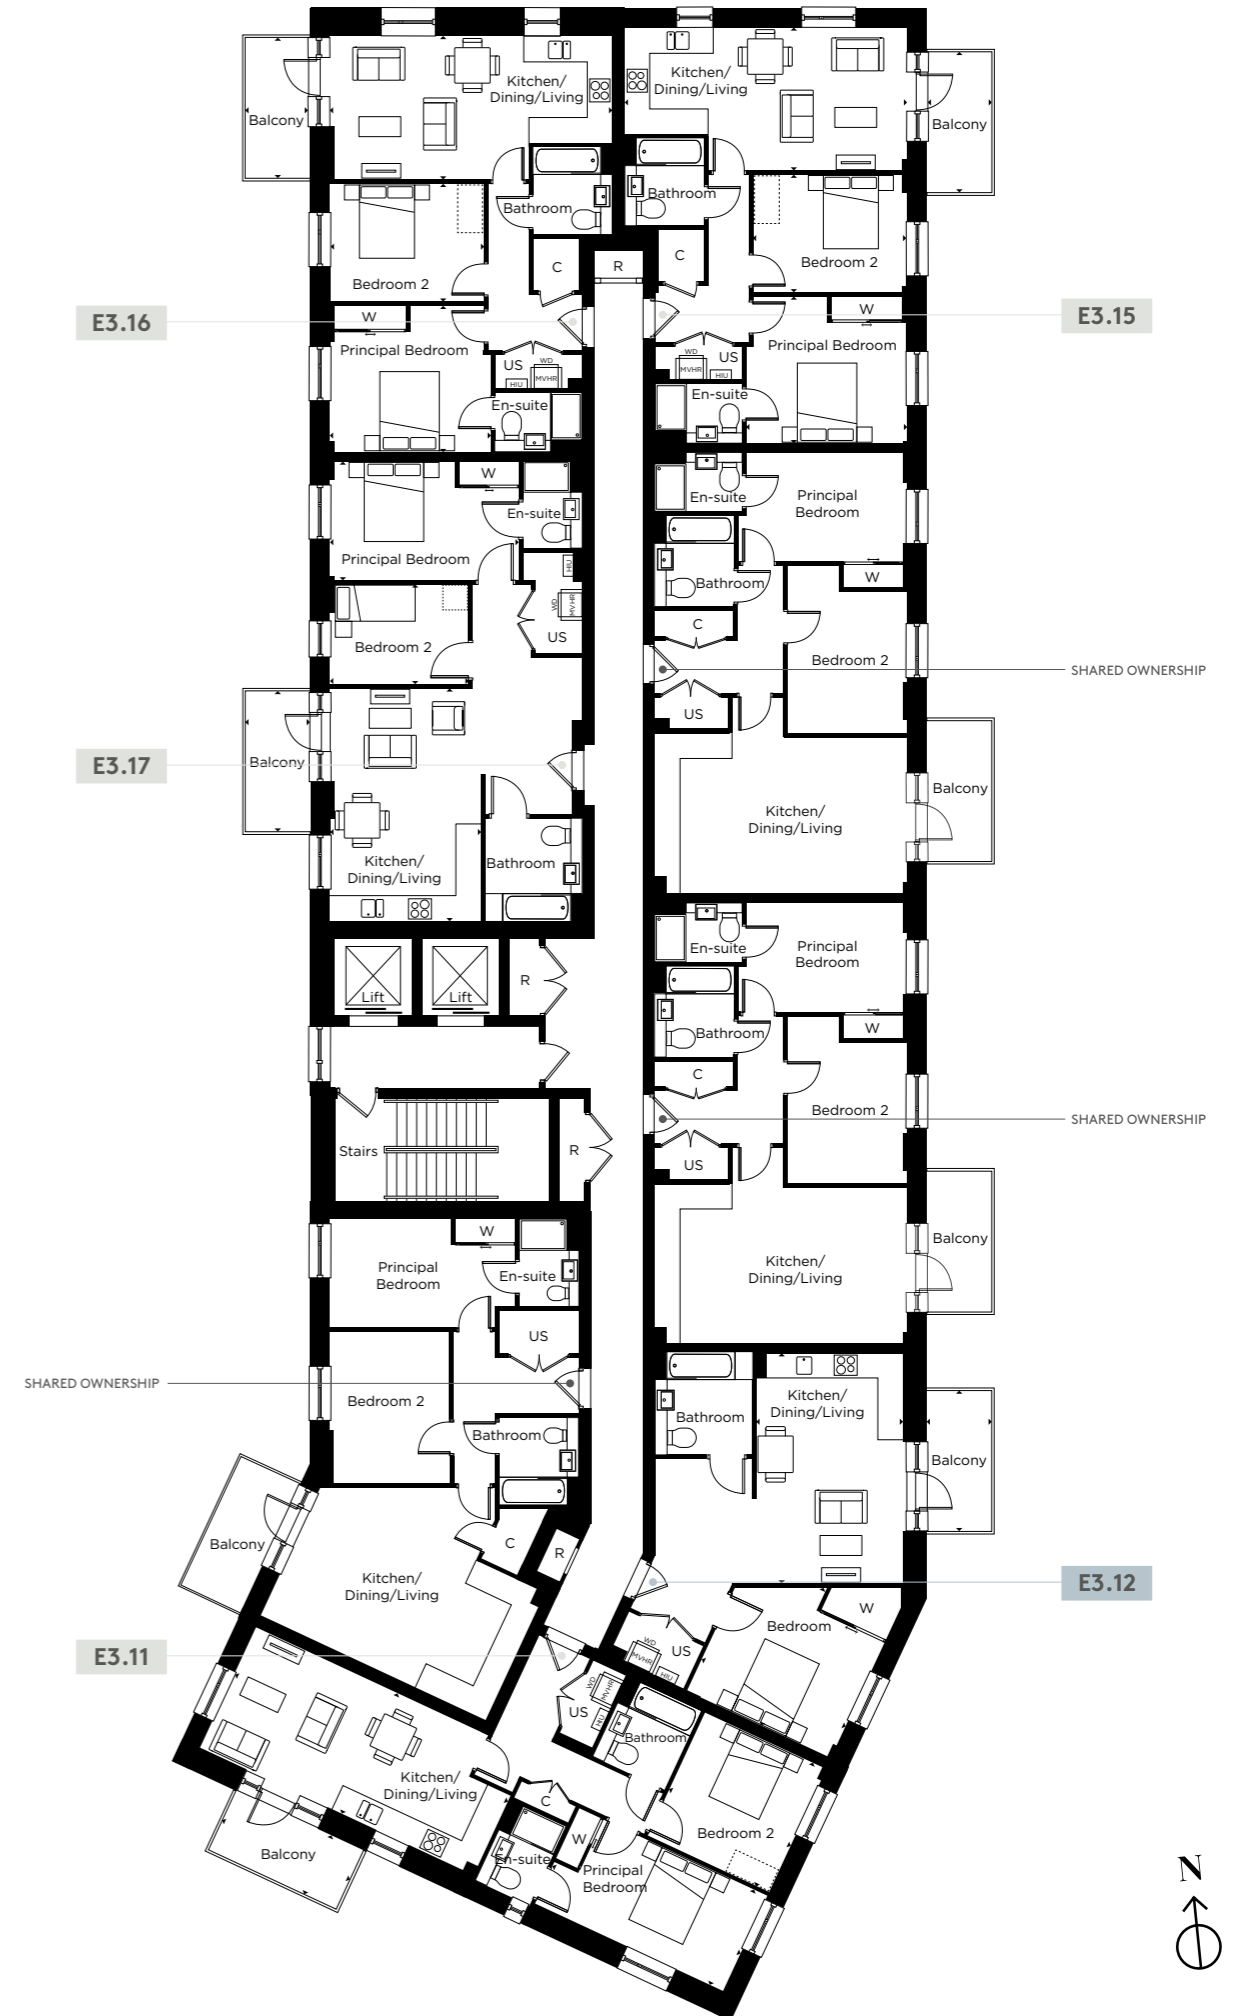 Kitchen/
Dining/Living
Balcony
Bathroom
Bedroom 2
C
W
Principal Bedroom
US
WD
MVHR
HIU
En-suite
E3.16
R
Kitchen/
Dining/Living
Balcony
Bathroom
Bedroom 2
C
W
Principal Bedroom
US
WD
MVHR
HIU
En-suite
E3.15
W
En-suite
Principal Bedroom
HIU
WD
MVHR
US
Bedroom 2
Balcony
E3.17
Kitchen/
Dining/Living
Bathroom
En-suite
Principal
Bedroom
W
Bathroom
C
Bedroom 2
SHARED OWNERSHIP
US
Kitchen/
Dining/Living
Balcony
Lift
Lift
R
Stairs
R
En-suite
Principal
Bedroom
W
Bathroom
C
Bedroom 2
SHARED OWNERSHIP
US
Kitchen/
Dining/Living
Balcony
W
Principal
Bedroom
En-suite
US
SHARED OWNERSHIP
Bedroom 2
Bathroom
C
R
Balcony
Kitchen/
Dining/Living
Kitchen/
Dining/Living
Bathroom
Balcony
E3.12
W
Bedroom
US
WD
MVHR
HIU
E3.11
WD
MVHR
HIU
US
Bathroom
Kitchen/
Dining/Living
C
W
Bedroom 2
Balcony
En-suite
Principal
Bedroom
N